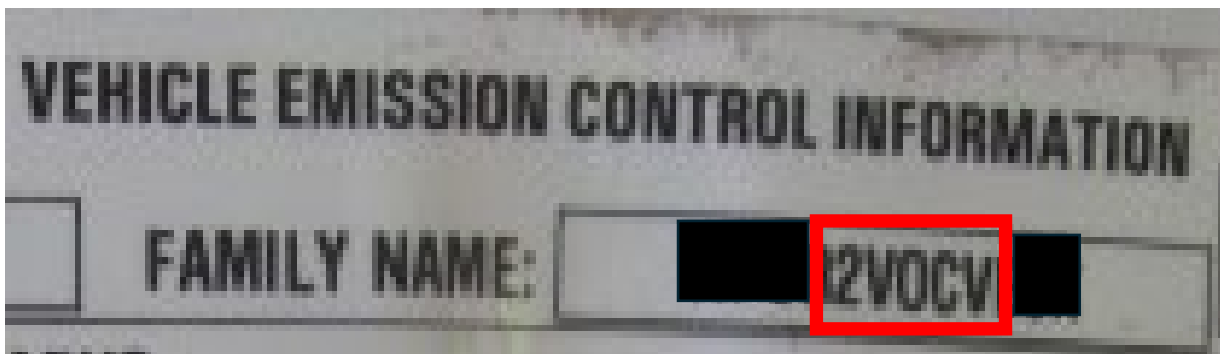 VEHICLE EMISSION CONTROL INFORMATION
FAMILY NAME: 2VOCV